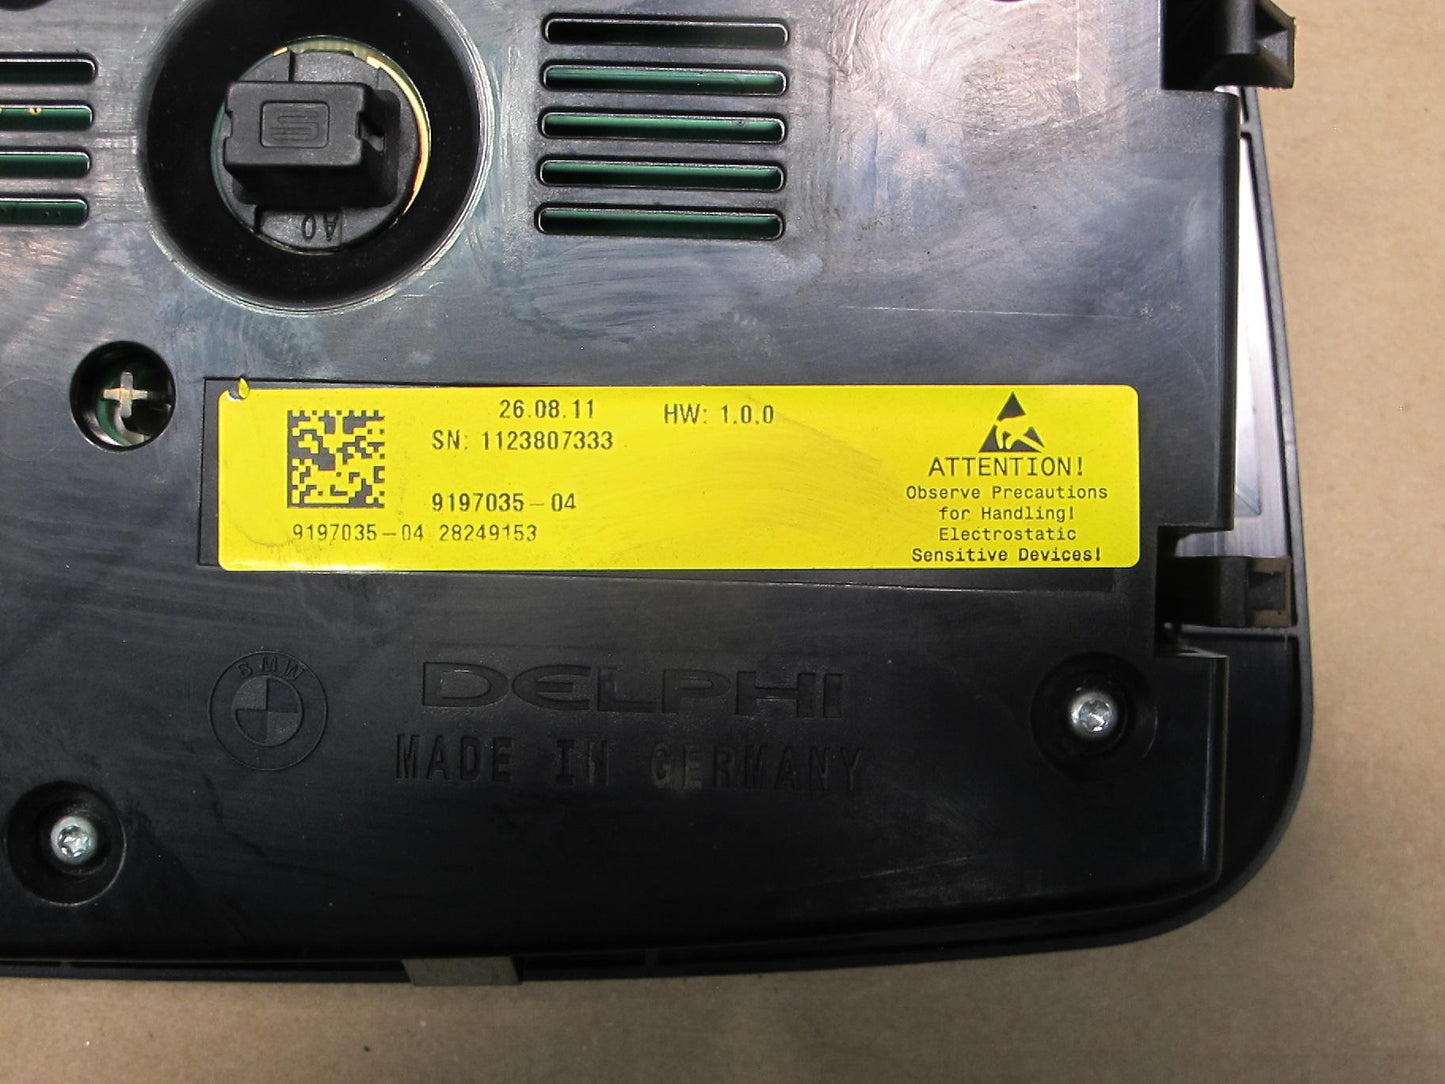 A0
26.08.11
HW: 1.0.0
SN: 1123807333
9197035-04
9197035-04 28249153
ATTENTION!
Observe Precautions
for Handling!
Electrostatic
Sensitive Devices!
BMW
DELPHI
MADE IN GERMANY